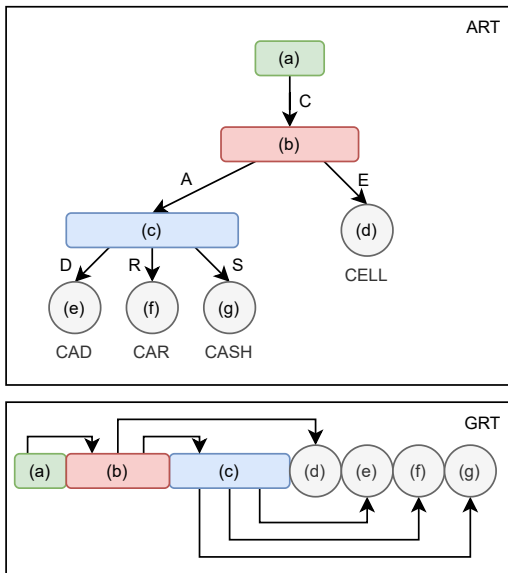 ART
(a)
C
(b)
A E
(c) (d)
CELL
D R S
(e) (f) (g)
CAD CAR CASH
GRT
(a) (b) (c) (d) (e) (f) (g)